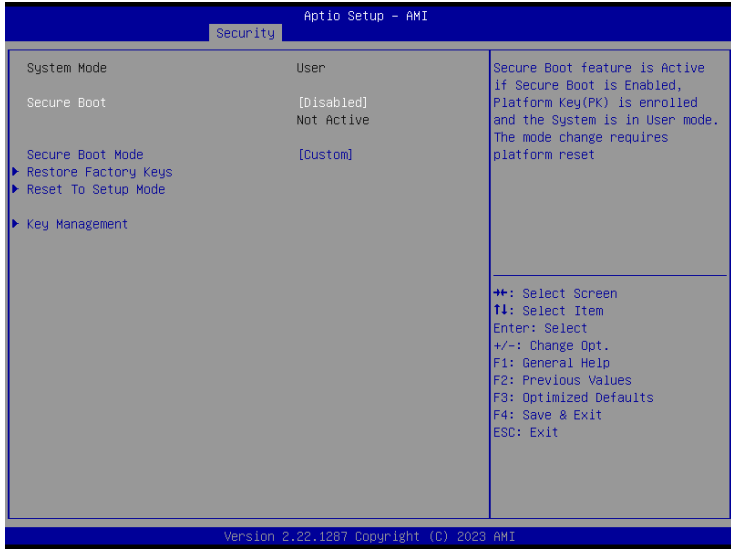 Aptio Setup - AMI
Security
System Mode User
Secure Boot [Disabled]
Not Active
Secure Boot Mode [Custom]
Restore Factory Keys
Reset To Setup Mode
Key Management
Secure Boot feature is Active
if Secure Boot is Enabled,
Platform Key(PK) is enrolled
and the System is in User mode.
The mode change requires
platform reset
→←: Select Screen
↑↓: Select Item
Enter: Select
+/-: Change Opt.
F1: General Help
F2: Previous Values
F3: Optimized Defaults
F4: Save & Exit
ESC: Exit
Version 2.22.1287 Copyright (C) 2023 AMI